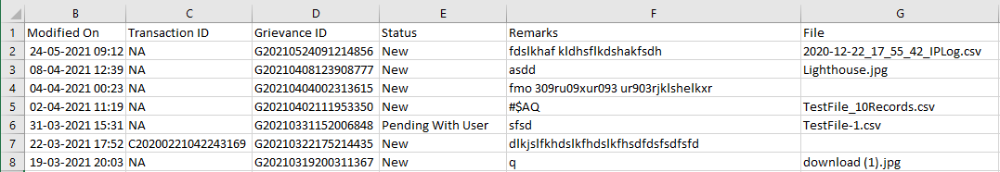 B C D E F G
1 Modified On Transaction ID Grievance ID Status Remarks File
2 24-05-2021 09:12 NA G20210524091214856 New fdslkhaf kldhsflkdshakfsdh 2020-12-22_17_55_42_IPLog.csv
3 08-04-2021 12:39 NA G20210408123908777 New asdd Lighthouse.jpg
4 04-04-2021 00:23 NA G20210404002313615 New fmo 309ru09xur093 ur903rjklshelkxr
5 02-04-2021 11:19 NA G20210402111953350 New #$AQ TestFile_10Records.csv
6 31-03-2021 15:31 NA G20210331152006848 Pending With User sfsd TestFile-1.csv
7 22-03-2021 17:52 C20200221042243169 G20210322175214435 New dlkjslfkhdslkfhdslkfhsdfdsfsdfsfd
8 19-03-2021 20:03 NA G20210319200311367 New q download (1).jpg